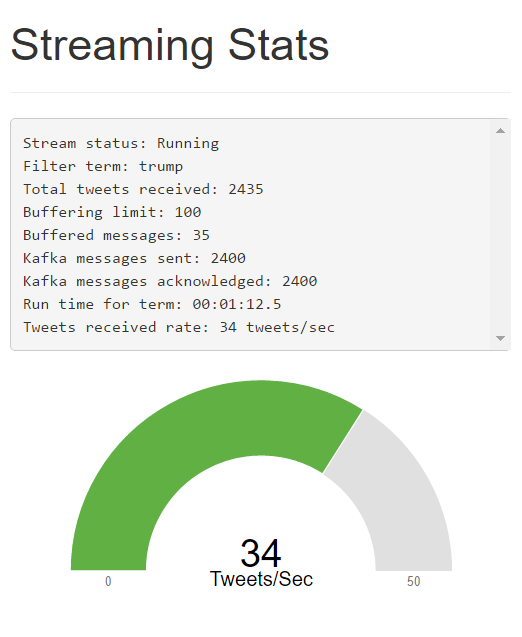 Streaming Stats
Stream status: Running
Filter term: trump
Total tweets received: 2435
Buffering limit: 100
Buffered messages: 35
Kafka messages sent: 2400
Kafka messages acknowledged: 2400
Run time for term: 00:01:12.5
Tweets received rate: 34 tweets/sec
34
Tweets/Sec
0
50